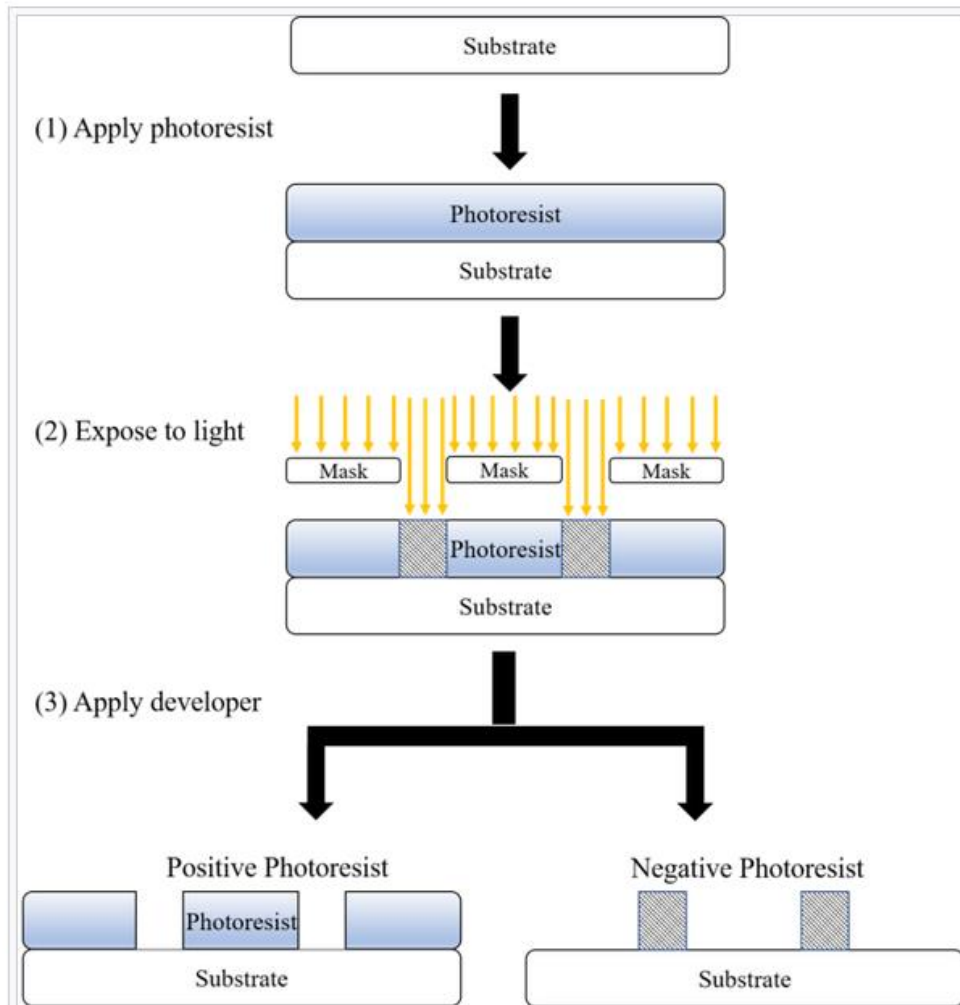 Substrate
(1) Apply photoresist
Photoresist
Substrate
(2) Expose to light
Mask Mask Mask
Photoresist
Substrate
(3) Apply developer
Positive Photoresist
Negative Photoresist
Photoresist
Substrate
Substrate